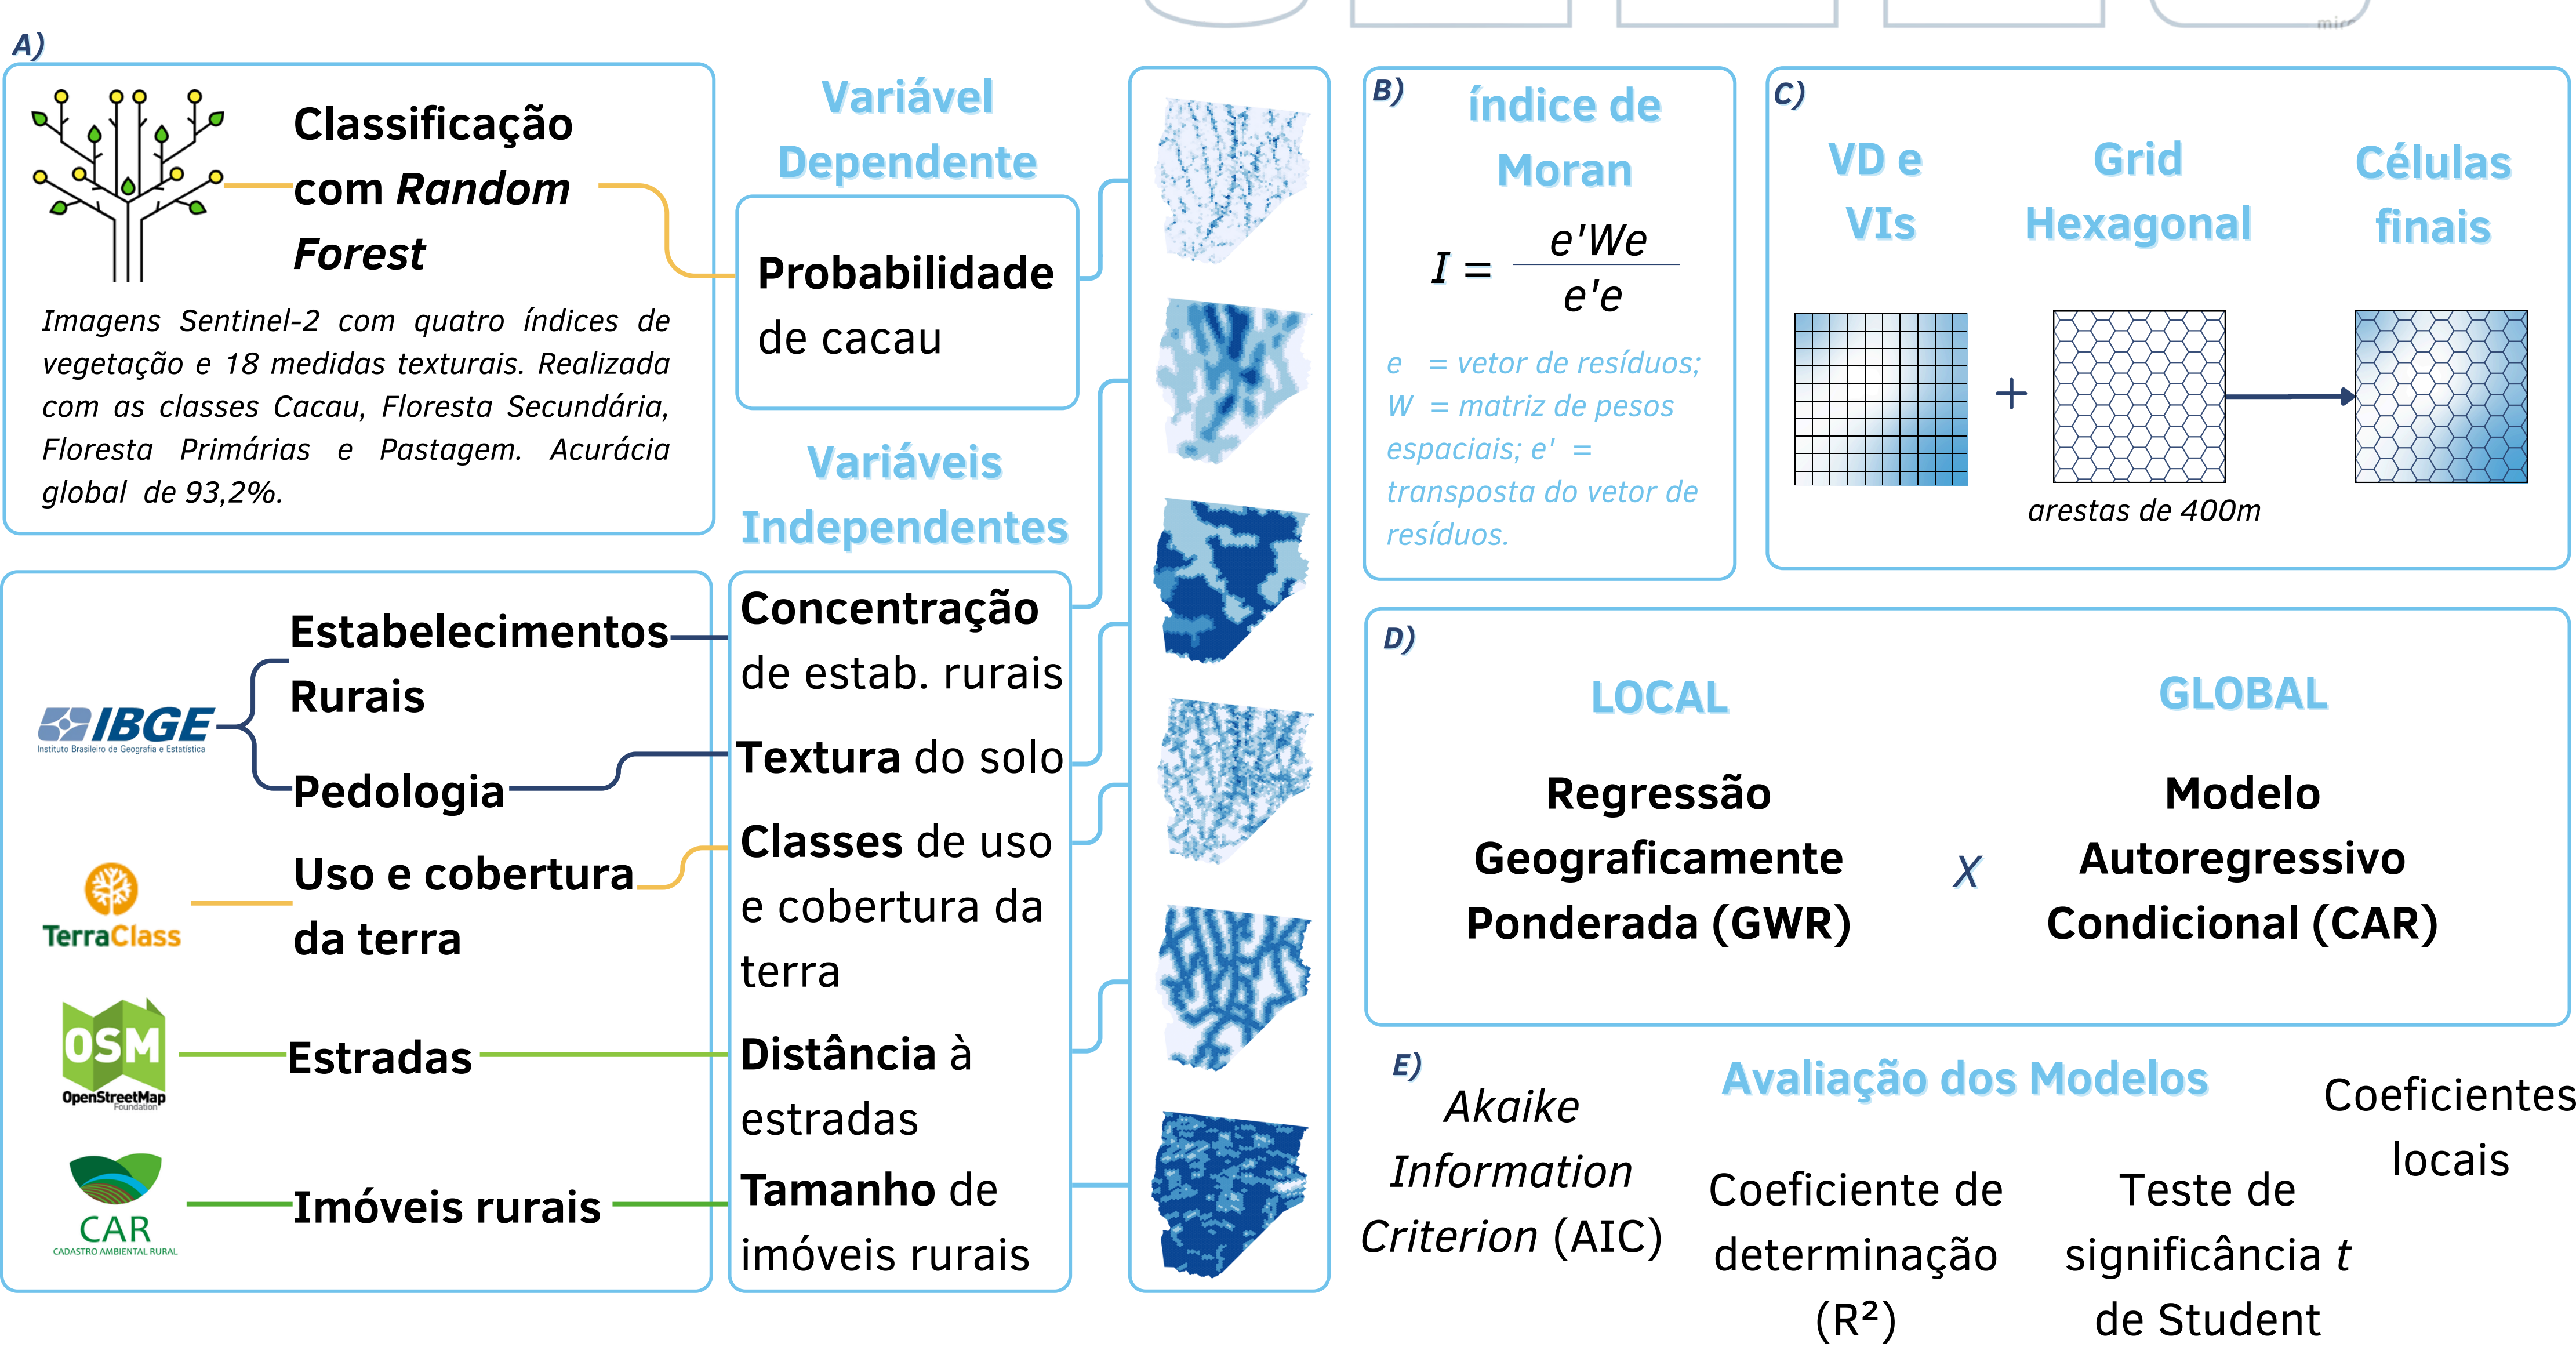 miro
A)
Classificação
com Random
Forest
Imagens Sentinel-2 com quatro índices de
vegetação e 18 medidas texturais. Realizada
com as classes Cacau, Floresta Secundária,
Floresta Primárias e Pastagem. Acurácia
global de 93,2%.
Variável
Dependente
Probabilidade
de cacau
Variáveis
Independentes
IBGE
Instituto Brasileiro de Geografia e Estatística
Estabelecimentos
Rurais
Pedologia
TerraClass
Uso e cobertura
da terra
OSM
OpenStreetMap
Foundation
Estradas
CAR
CADASTRO AMBIENTAL RURAL
Imóveis rurais
Concentração
de estab. rurais
Textura do solo
Classes de uso
e cobertura da
terra
Distância à
estradas
Tamanho de
imóveis rurais
B)
índice de
Moran
I = e'We
e'e
e = vetor de resíduos;
W = matriz de pesos
espaciais; e' =
transposta do vetor de
resíduos.
C)
VD e
VIs
+
Grid
Hexagonal
arestas de 400m
Células
finais
D)
LOCAL
Regressão
Geograficamente
Ponderada (GWR)
X
GLOBAL
Modelo
Autoregressivo
Condicional (CAR)
E)
Avaliação dos Modelos
Akaike
Information
Criterion (AIC)
Coeficiente de
determinação
(R²)
Teste de
significância t
de Student
Coeficientes
locais